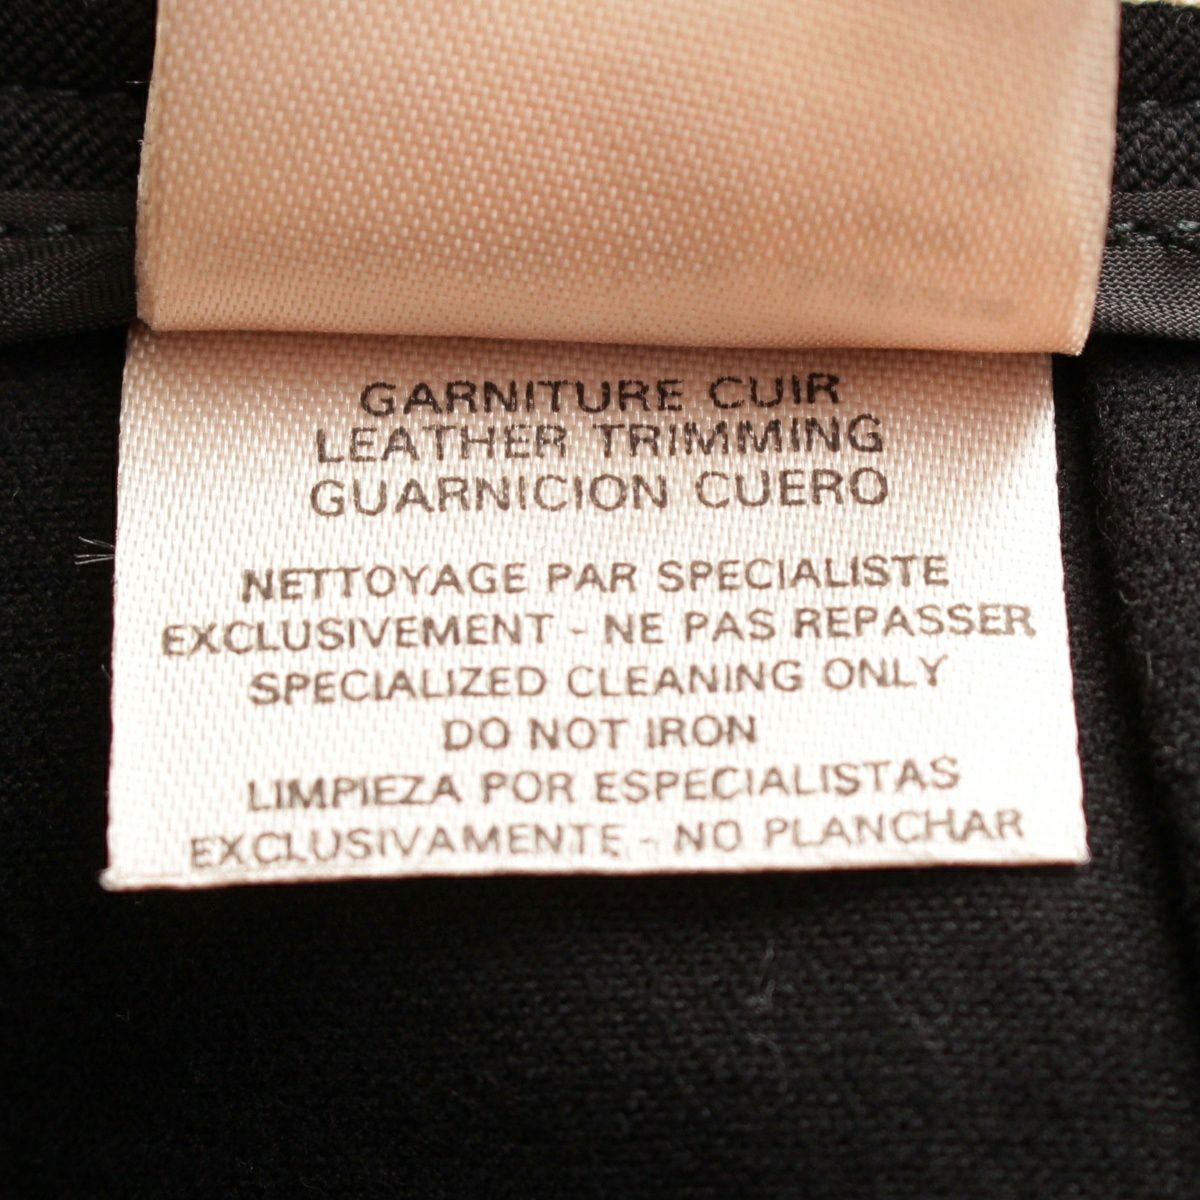 GARNITURE CUIR
LEATHER TRIMMING
GUARNICION CUERO
NETTOYAGE PAR SPECIALISTE
EXCLUSIVEMENT - NE PAS REPASSER
SPECIALIZED CLEANING ONLY
DO NOT IRON
LIMPIEZA POR ESPECIALISTAS
EXCLUSIVAMENTE - NO PLANCHAR